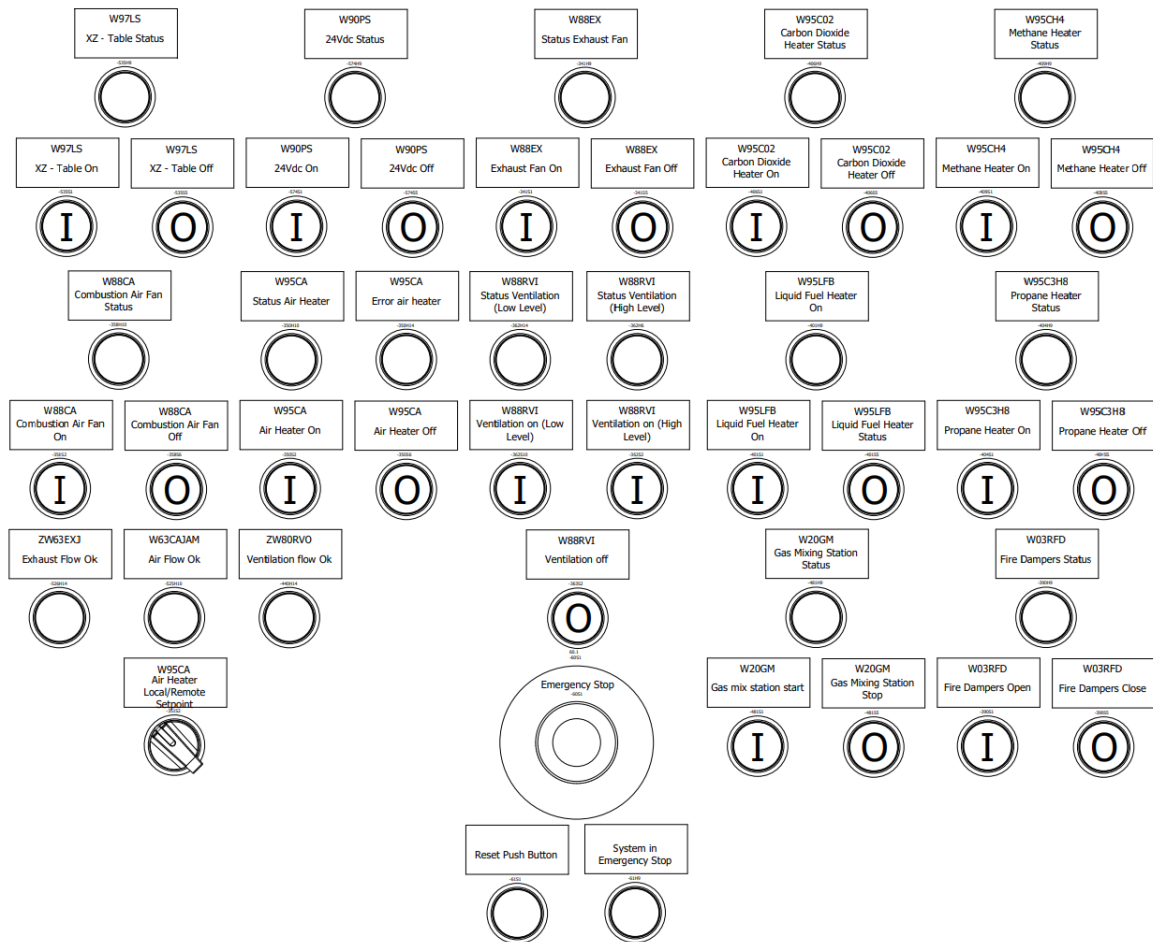 W97LS
XZ - Table Status
W90PS
24Vdc Status
W88EX
Status Exhaust Fan
W95C02
Carbon Dioxide
Heater Status
W95CH4
Methane Heater
Status
W97LS
XZ - Table On
W97LS
XZ - Table Off
W90PS
24Vdc On
W90PS
24Vdc Off
W88EX
Exhaust Fan On
W88EX
Exhaust Fan Off
W95C02
Carbon Dioxide
Heater On
W95C02
Carbon Dioxide
Heater Off
W95CH4
Methane Heater On
W95CH4
Methane Heater Off
I
O
I
O
I
O
I
O
I
O
W88CA
Combustion Air Fan
Status
W95CA
Status Air Heater
W95CA
Error air heater
W88RVI
Status Ventilation
(Low Level)
W88RVI
Status Ventilation
(High Level)
W95LFB
Liquid Fuel Heater
On
W95C3H8
Propane Heater
Status
W88CA
Combustion Air Fan
On
W88CA
Combustion Air Fan
Off
W95CA
Air Heater On
W95CA
Air Heater Off
W88RVI
Ventilation on (Low
Level)
W88RVI
Ventilation on (High
Level)
W95LFB
Liquid Fuel Heater
On
W95LFB
Liquid Fuel Heater
Status
W95C3H8
Propane Heater On
W95C3H8
Propane Heater Off
I
O
I
O
I
I
I
O
I
O
ZW63EXJ
Exhaust Flow Ok
W63CAJAM
Air Flow Ok
ZW80RVO
Ventilation flow Ok
W88RVI
Ventilation off
W20GM
Gas Mixing Station
Status
W03RFD
Fire Dampers Status
O
W95CA
Air Heater
Local/Remote
Setpoint
Emergency Stop
-60S1
W20GM
Gas mix station start
W20GM
Gas Mixing Station
Stop
W03RFD
Fire Dampers Open
W03RFD
Fire Dampers Close
I
O
I
O
Reset Push Button
-61S1
System in
Emergency Stop
-61H9